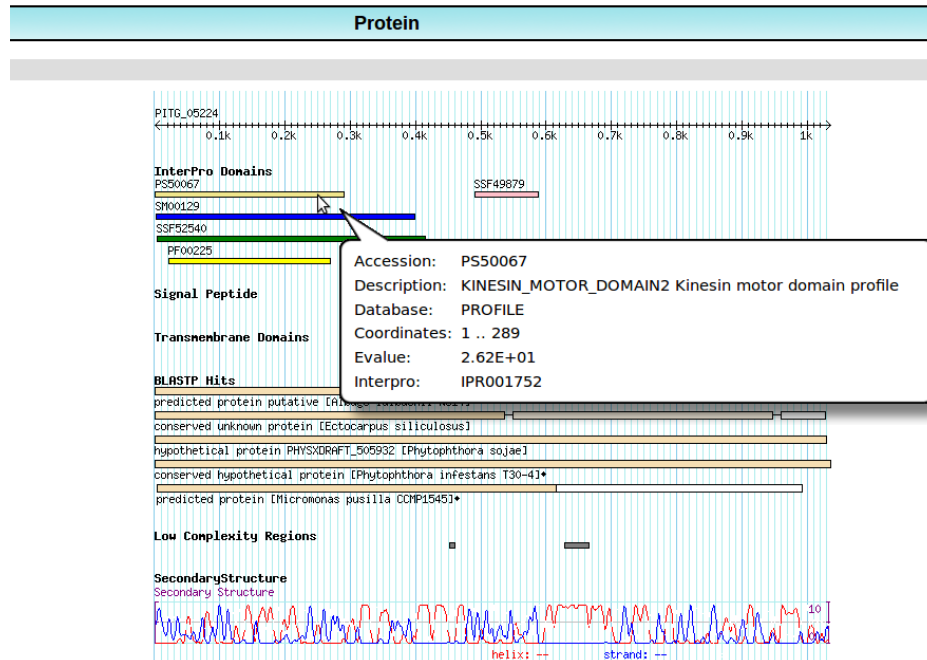 Protein
PITG_05224
0.1k 0.2k 0.3k 0.4k 0.5k 0.6k 0.7k 0.8k 0.9k 1k
InterPro Domains
PS50067 SSF49879
SM00129
SSF52540
PF00225
Accession: PS50067
Description: KINESIN_MOTOR_DOMAIN2 Kinesin motor domain profile
Database: PROFILE
Coordinates: 1 .. 289
Evalue: 2.62E+01
Interpro: IPR001752
Signal Peptide
Transmembrane Domains
BLASTP Hits
predicted protein putative
conserved unknown protein [Ectocarpus siliculosus]
hypothetical protein PHYSXDRAFT_505932 [Phytophthora sojae]
conserved hypothetical protein [Phytophthora infestans T30-4]♦
predicted protein [Micromonas pusilla CCMP1545]♦
Low Complexity Regions
SecondaryStructure
Secondary Structure
10
helix: -- strand: --